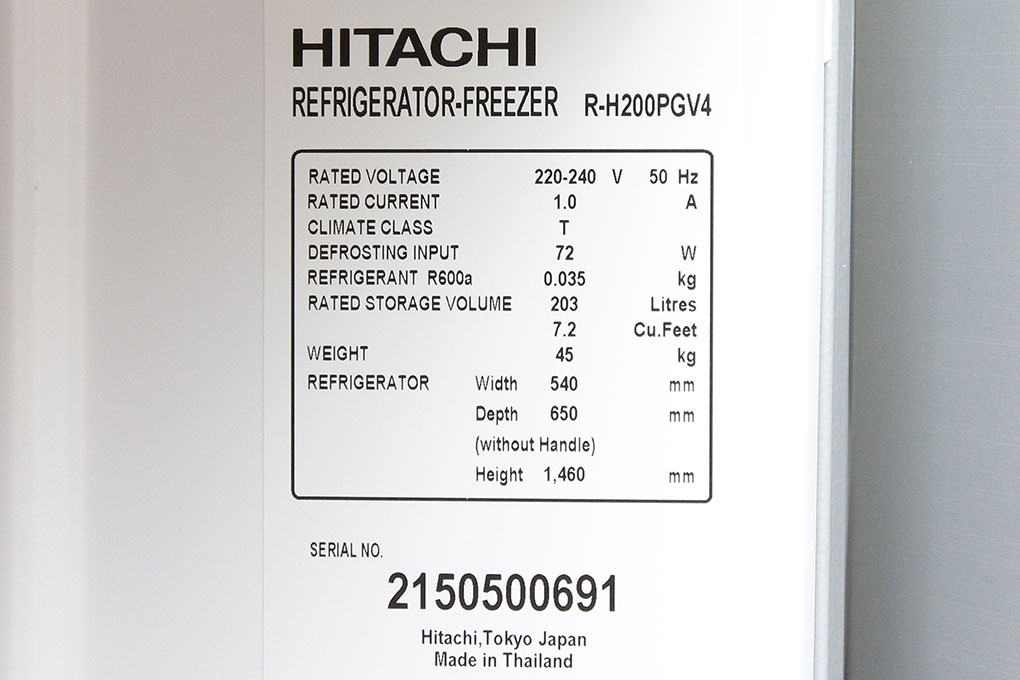 HITACHI
REFRIGERATOR-FREEZER R-H200PGV4
RATED VOLTAGE 220-240 V 50 Hz
RATED CURRENT 1.0 A
CLIMATE CLASS T
DEFROSTING INPUT 72 W
REFRIGERANT R600a 0.035 kg
RATED STORAGE VOLUME 203 Litres
7.2 Cu.Feet
WEIGHT 45 kg
REFRIGERATOR Width 540 mm
Depth 650 mm
(without Handle)
Height 1,460 mm
SERIAL NO.
2150500691
Hitachi,Tokyo Japan
Made in Thailand